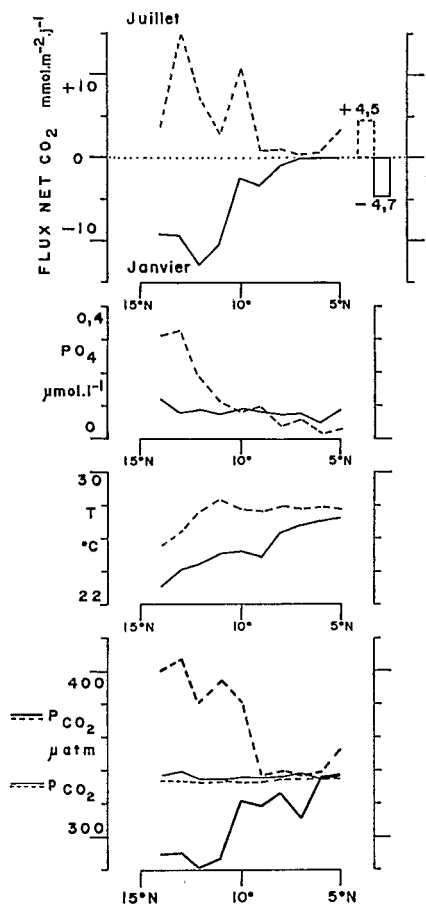 Juillet
FLUX NET CO2 mmol.m-2.j-1
+10
0
-10
+4,5
-4,7
Janvier
15°N 10° 5°N
0,4
PO4
µmol.l-1
0
15°N 10° 5°N
30
T
°C
22
15°N 10° 5°N
400
PCO2
µatm
pCO2
300
15°N 10° 5°N